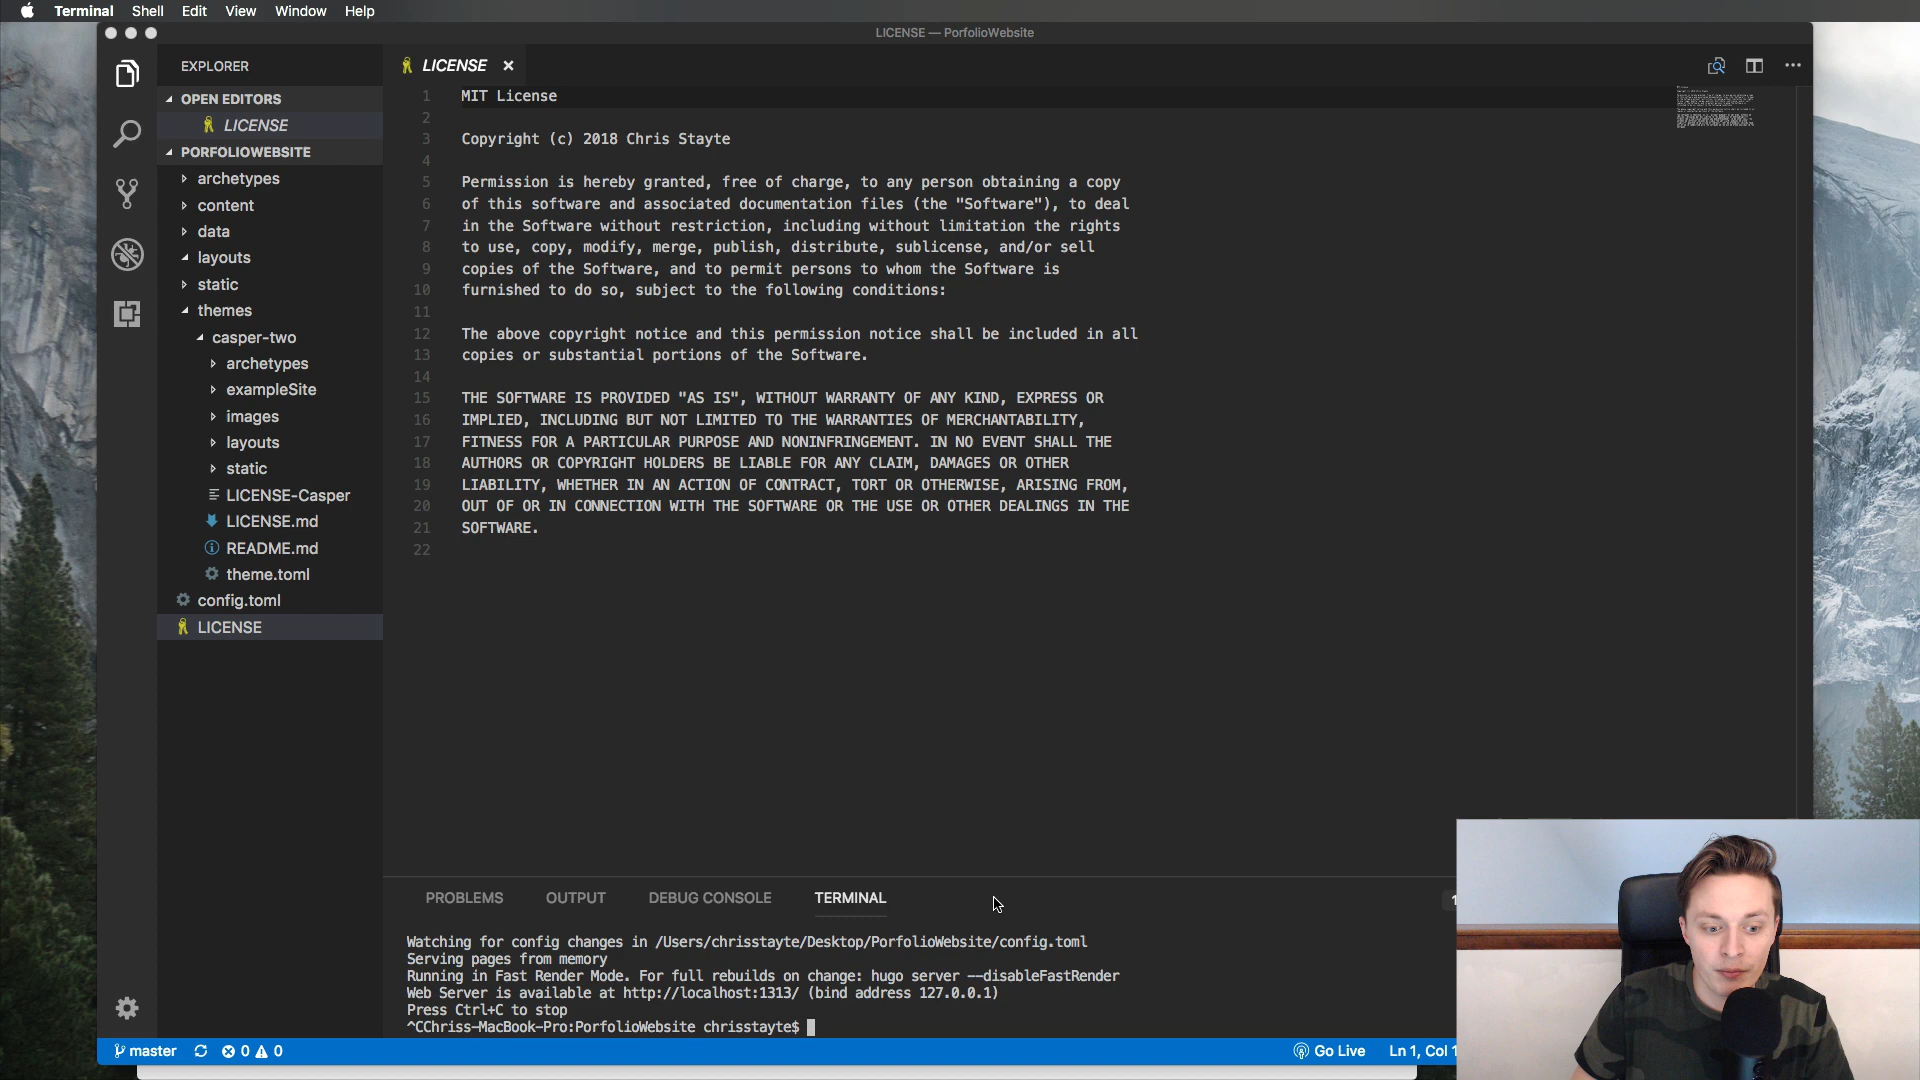 Terminal Shell Edit View Window Help
LICENSE — PorfolioWebsite
EXPLORER
OPEN EDITORS
LICENSE
PORFOLIOWEBSITE
archetypes
content
data
layouts
static
themes
casper-two
archetypes
exampleSite
images
layouts
static
LICENSE-Casper
LICENSE.md
README.md
theme.toml
config.toml
LICENSE
LICENSE
1 MIT License
2
3 Copyright (c) 2018 Chris Stayte
4
5 Permission is hereby granted, free of charge, to any person obtaining a copy
6 of this software and associated documentation files (the "Software"), to deal
7 in the Software without restriction, including without limitation the rights
8 to use, copy, modify, merge, publish, distribute, sublicense, and/or sell
9 copies of the Software, and to permit persons to whom the Software is
10 furnished to do so, subject to the following conditions:
11
12 The above copyright notice and this permission notice shall be included in all
13 copies or substantial portions of the Software.
14
15 THE SOFTWARE IS PROVIDED "AS IS", WITHOUT WARRANTY OF ANY KIND, EXPRESS OR
16 IMPLIED, INCLUDING BUT NOT LIMITED TO THE WARRANTIES OF MERCHANTABILITY,
17 FITNESS FOR A PARTICULAR PURPOSE AND NONINFRINGEMENT. IN NO EVENT SHALL THE
18 AUTHORS OR COPYRIGHT HOLDERS BE LIABLE FOR ANY CLAIM, DAMAGES OR OTHER
19 LIABILITY, WHETHER IN AN ACTION OF CONTRACT, TORT OR OTHERWISE, ARISING FROM,
20 OUT OF OR IN CONNECTION WITH THE SOFTWARE OR THE USE OR OTHER DEALINGS IN THE
21 SOFTWARE.
22
PROBLEMS OUTPUT DEBUG CONSOLE TERMINAL 1
Watching for config changes in /Users/chrisstayte/Desktop/PorfolioWebsite/config.toml
Serving pages from memory
Running in Fast Render Mode. For full rebuilds on change: hugo server --disableFastRender
Web Server is available at http://localhost:1313/ (bind address 127.0.0.1)
Press Ctrl+C to stop
^CChriss-MacBook-Pro:PorfolioWebsite chrisstayte$
master 0 0 Go Live Ln 1, Col 1